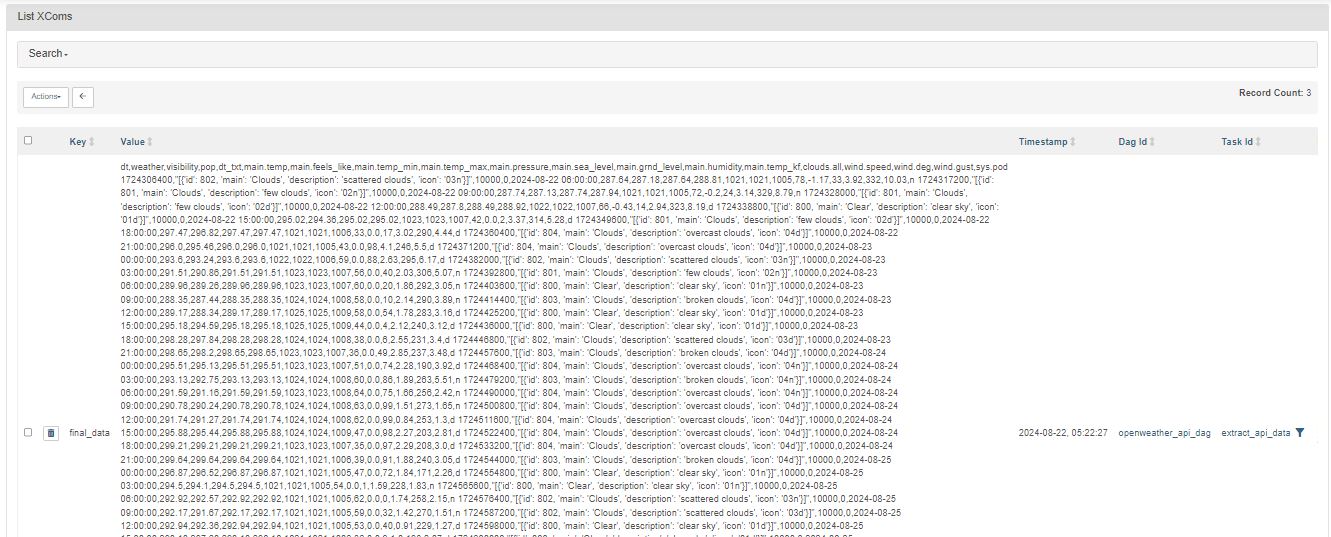 List XComs
Search
Actions
Record Count: 3
Key Value Timestamp Dag Id Task Id
dt,weather,visibility,pop,dt_txt,main.temp,main.feels_like,main.temp_min,main.temp_max,main.pressure,main.sea_level,main.grnd_level,main.humidity,main.temp_kf,clouds.all,wind.speed,wind.deg,wind.gust,sys.pod
1724306400,"[{'id': 802, 'main': 'Clouds', 'description': 'scattered clouds', 'icon': '03n'}]",10000,0,2024-08-22 06:00:00,287.64,287.18,287.64,288.81,1021,1021,1005,78,-1.17,33,3.92,332,10.03,n 1724317200,"[{'id':
801, 'main': 'Clouds', 'description': 'few clouds', 'icon': '02n'}]",10000,0,2024-08-22 09:00:00,287.74,287.13,287.74,287.94,1021,1021,1005,72,-0.2,24,3.14,329,8.79,n 1724328000,"[{'id': 801, 'main': 'Clouds',
'description': 'few clouds', 'icon': '02d'}]",10000,0,2024-08-22 12:00:00,288.49,287.8,288.49,288.92,1022,1022,1007,66,-0.43,14,2.94,323,8.19,d 1724338800,"[{'id': 800, 'main': 'Clear', 'description': 'clear sky', 'icon':
'01d'}]",10000,0,2024-08-22 15:00:00,295.02,294.36,295.02,295.02,1023,1023,1007,42,0.0,2,3.37,314,5.28,d 1724349600,"[{'id': 801, 'main': 'Clouds', 'description': 'few clouds', 'icon': '02d'}]",10000,0,2024-08-22
18:00:00,297.47,296.82,297.47,297.47,1021,1021,1006,33,0.0,17,3.02,290,4.44,d 1724360400,"[{'id': 804, 'main': 'Clouds', 'description': 'overcast clouds', 'icon': '04d'}]",10000,0,2024-08-22
21:00:00,296.0,295.46,296.0,296.0,1021,1021,1005,43,0.0,98,4.1,246,5.5,d 1724371200,"[{'id': 804, 'main': 'Clouds', 'description': 'overcast clouds', 'icon': '04d'}]",10000,0,2024-08-23
00:00:00,293.6,293.24,293.6,293.6,1022,1022,1006,59,0.0,88,2.63,295,6.17,d 1724382000,"[{'id': 802, 'main': 'Clouds', 'description': 'scattered clouds', 'icon': '03n'}]",10000,0,2024-08-23
03:00:00,291.51,290.86,291.51,291.51,1023,1023,1007,56,0.0,40,2.03,306,5.07,n 1724392800,"[{'id': 801, 'main': 'Clouds', 'description': 'few clouds', 'icon': '02n'}]",10000,0,2024-08-23
06:00:00,289.96,289.26,289.96,289.96,1023,1023,1007,60,0.0,20,1.86,292,3.05,n 1724403600,"[{'id': 800, 'main': 'Clear', 'description': 'clear sky', 'icon': '01n'}]",10000,0,2024-08-23
09:00:00,288.35,287.44,288.35,288.35,1024,1024,1008,58,0.0,10,2.14,290,3.89,n 1724414400,"[{'id': 803, 'main': 'Clouds', 'description': 'broken clouds', 'icon': '04d'}]",10000,0,2024-08-23
12:00:00,289.17,288.34,289.17,289.17,1025,1025,1009,58,0.0,54,1.78,283,3.16,d 1724425200,"[{'id': 800, 'main': 'Clear', 'description': 'clear sky', 'icon': '01d'}]",10000,0,2024-08-23
15:00:00,295.18,294.59,295.18,295.18,1025,1025,1009,44,0.0,4,2.12,240,3.12,d 1724436000,"[{'id': 800, 'main': 'Clear', 'description': 'clear sky', 'icon': '01d'}]",10000,0,2024-08-23
18:00:00,298.28,297.84,298.28,298.28,1024,1024,1008,38,0.0,6,2.55,231,3.4,d 1724446800,"[{'id': 802, 'main': 'Clouds', 'description': 'scattered clouds', 'icon': '03d'}]",10000,0,2024-08-23
21:00:00,298.65,298.2,298.65,298.65,1023,1023,1007,36,0.0,49,2.85,237,3.48,d 1724457600,"[{'id': 803, 'main': 'Clouds', 'description': 'broken clouds', 'icon': '04d'}]",10000,0,2024-08-24
00:00:00,295.51,295.13,295.51,295.51,1023,1023,1007,51,0.0,74,2.28,190,3.92,d 1724468400,"[{'id': 804, 'main': 'Clouds', 'description': 'overcast clouds', 'icon': '04n'}]",10000,0,2024-08-24
03:00:00,293.13,292.75,293.13,293.13,1024,1024,1008,60,0.0,86,1.89,263,5.51,n 1724479200,"[{'id': 803, 'main': 'Clouds', 'description': 'broken clouds', 'icon': '04n'}]",10000,0,2024-08-24
06:00:00,291.59,291.16,291.59,291.59,1023,1023,1008,64,0.0,75,1.66,256,2.42,n 1724490000,"[{'id': 804, 'main': 'Clouds', 'description': 'overcast clouds', 'icon': '04n'}]",10000,0,2024-08-24
09:00:00,290.78,290.24,290.78,290.78,1024,1024,1008,63,0.0,99,1.51,273,1.65,n 1724500800,"[{'id': 804, 'main': 'Clouds', 'description': 'overcast clouds', 'icon': '04d'}]",10000,0,2024-08-24
12:00:00,291.74,291.27,291.74,291.74,1024,1024,1008,62,0.0,99,0.84,253,1.3,d 1724511600,"[{'id': 804, 'main': 'Clouds', 'description': 'overcast clouds', 'icon': '04d'}]",10000,0,2024-08-24
final_data 15:00:00,295.88,295.44,295.88,295.88,1024,1024,1009,47,0.0,98,2.27,203,2.81,d 1724522400,"[{'id': 804, 'main': 'Clouds', 'description': 'overcast clouds', 'icon': '04d'}]",10000,0,2024-08-24 2024-08-22, 05:22:27 openweather_api_dag extract_api_data
18:00:00,299.21,299.21,299.21,299.21,1023,1023,1007,35,0.0,97,2.29,208,3.0,d 1724533200,"[{'id': 804, 'main': 'Clouds', 'description': 'overcast clouds', 'icon': '04d'}]",10000,0,2024-08-24
21:00:00,299.64,299.64,299.64,299.64,1021,1021,1006,39,0.0,91,1.88,240,3.05,d 1724544000,"[{'id': 803, 'main': 'Clouds', 'description': 'broken clouds', 'icon': '04d'}]",10000,0,2024-08-25
00:00:00,296.87,296.52,296.87,296.87,1021,1021,1005,47,0.0,72,1.84,171,2.26,d 1724554800,"[{'id': 800, 'main': 'Clear', 'description': 'clear sky', 'icon': '01n'}]",10000,0,2024-08-25
03:00:00,294.5,294.1,294.5,294.5,1021,1021,1005,54,0.0,1,1.59,228,1.83,n 1724565600,"[{'id': 800, 'main': 'Clear', 'description': 'clear sky', 'icon': '01n'}]",10000,0,2024-08-25
06:00:00,292.92,292.57,292.92,292.92,1021,1021,1005,62,0.0,0,1.74,258,2.15,n 1724576400,"[{'id': 802, 'main': 'Clouds', 'description': 'scattered clouds', 'icon': '03n'}]",10000,0,2024-08-25
09:00:00,292.17,291.67,292.17,292.17,1021,1021,1005,59,0.0,32,1.42,270,1.51,n 1724587200,"[{'id': 802, 'main': 'Clouds', 'description': 'scattered clouds', 'icon': '03d'}]",10000,0,2024-08-25
12:00:00,292.94,292.36,292.94,292.94,1021,1021,1005,53,0.0,40,0.91,229,1.27,d 1724598000,"[{'id': 800, 'main': 'Clear', 'description': 'clear sky', 'icon': '01d'}]",10000,0,2024-08-25